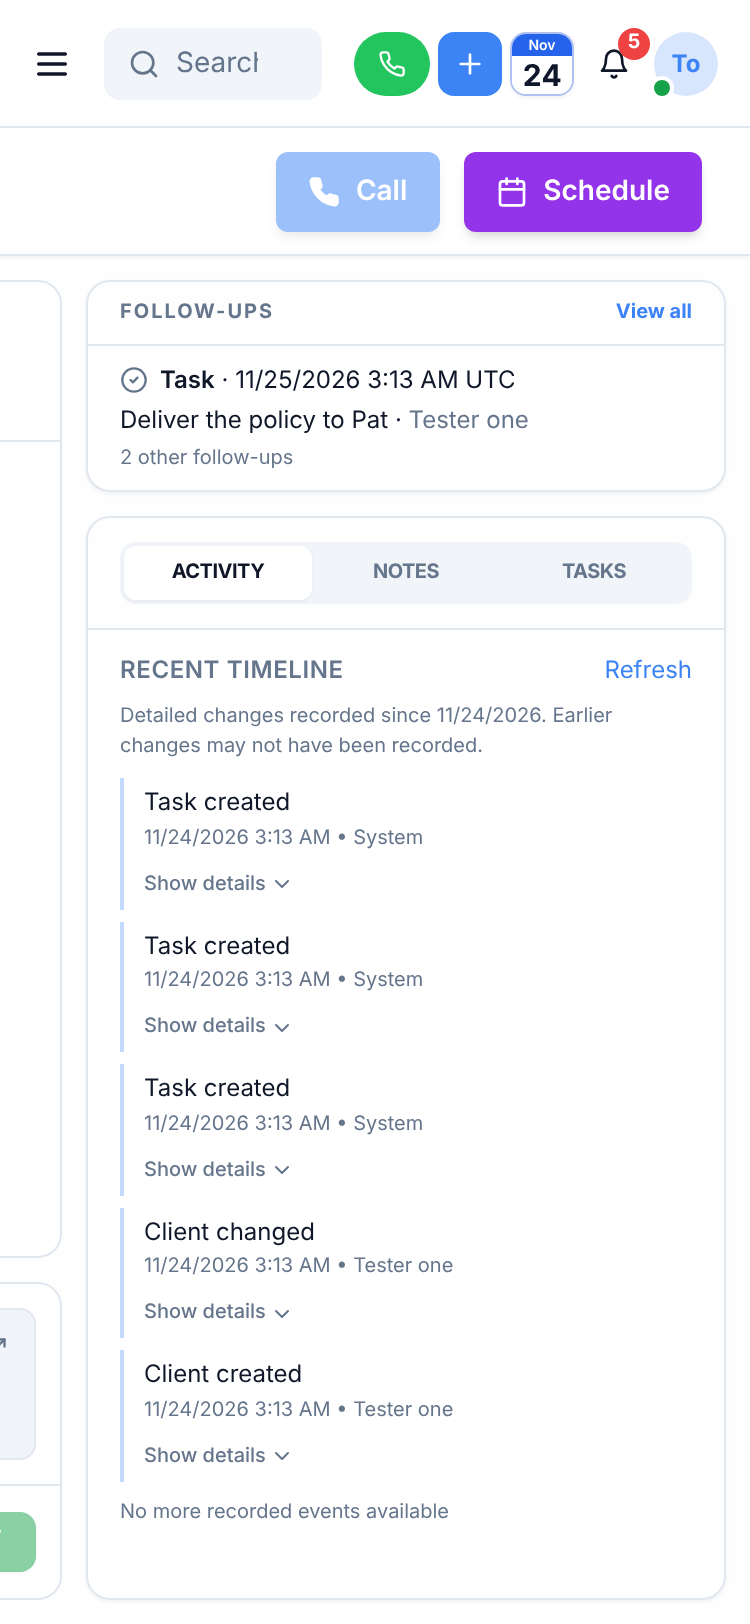 Search
Nov
24
5
To
Call
Schedule
FOLLOW-UPS
View all
Task · 11/25/2026 3:13 AM UTC
Deliver the policy to Pat · Tester one
2 other follow-ups
ACTIVITY
NOTES
TASKS
RECENT TIMELINE
Refresh
Detailed changes recorded since 11/24/2026. Earlier
changes may not have been recorded.
Task created
11/24/2026 3:13 AM • System
Show details
Task created
11/24/2026 3:13 AM • System
Show details
Task created
11/24/2026 3:13 AM • System
Show details
Client changed
11/24/2026 3:13 AM • Tester one
Show details
Client created
11/24/2026 3:13 AM • Tester one
Show details
No more recorded events available